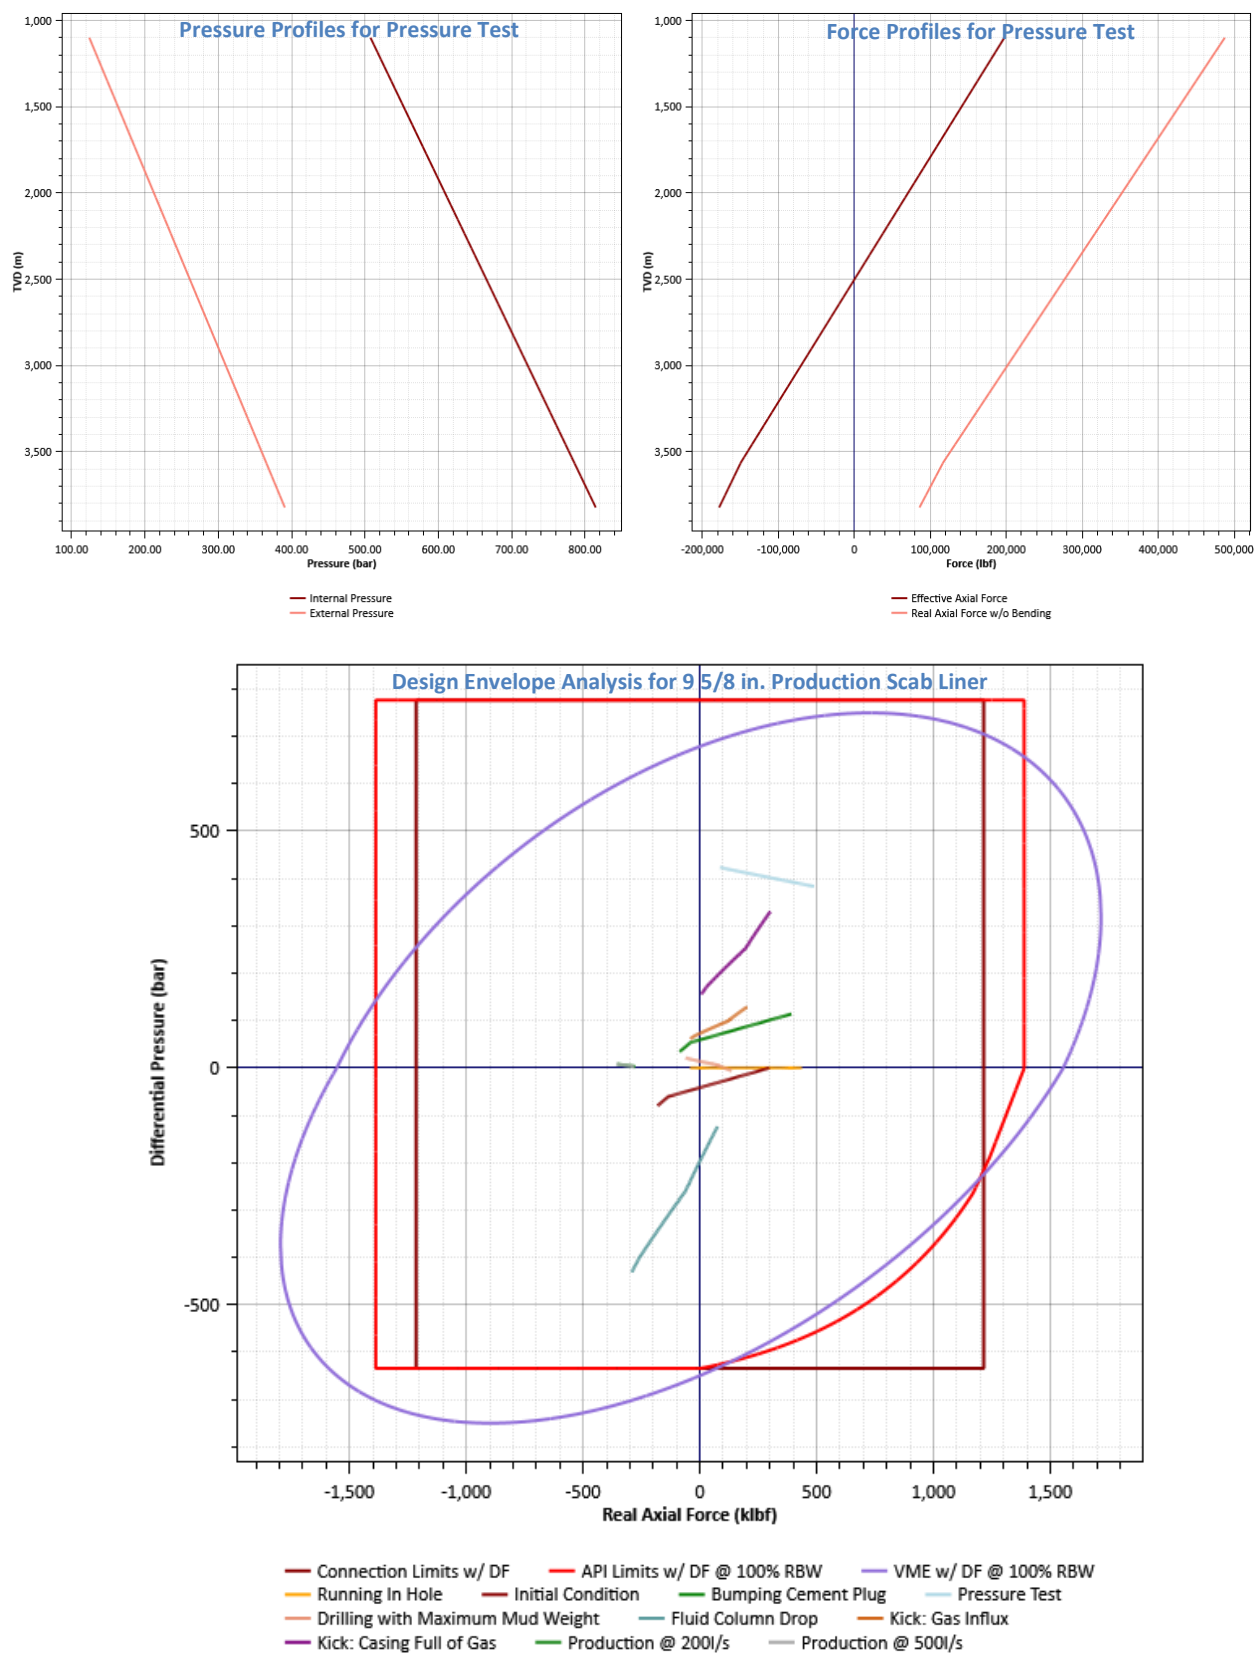 Pressure Profiles for Pressure Test
1,000
1,500
2,000
2,500
3,000
3,500
TVD (m)
100.00 200.00 300.00 400.00 500.00 600.00 700.00 800.00
Pressure (bar)
Internal Pressure
External Pressure
Force Profiles for Pressure Test
1,000
1,500
2,000
2,500
3,000
3,500
TVD (m)
-200,000 -100,000 0 100,000 200,000 300,000 400,000 500,000
Force (lbf)
Effective Axial Force
Real Axial Force w/o Bending
Design Envelope Analysis for 9 5/8 in. Production Scab Liner
500
0
-500
Differential Pressure (bar)
-1,500 -1,000 -500 0 500 1,000 1,500
Real Axial Force (klbf)
Connection Limits w/ DF API Limits w/ DF @ 100% RBW VME w/ DF @ 100% RBW
Running In Hole Initial Condition Bumping Cement Plug Pressure Test
Drilling with Maximum Mud Weight Fluid Column Drop Kick: Gas Influx
Kick: Casing Full of Gas Production @ 200l/s Production @ 500l/s